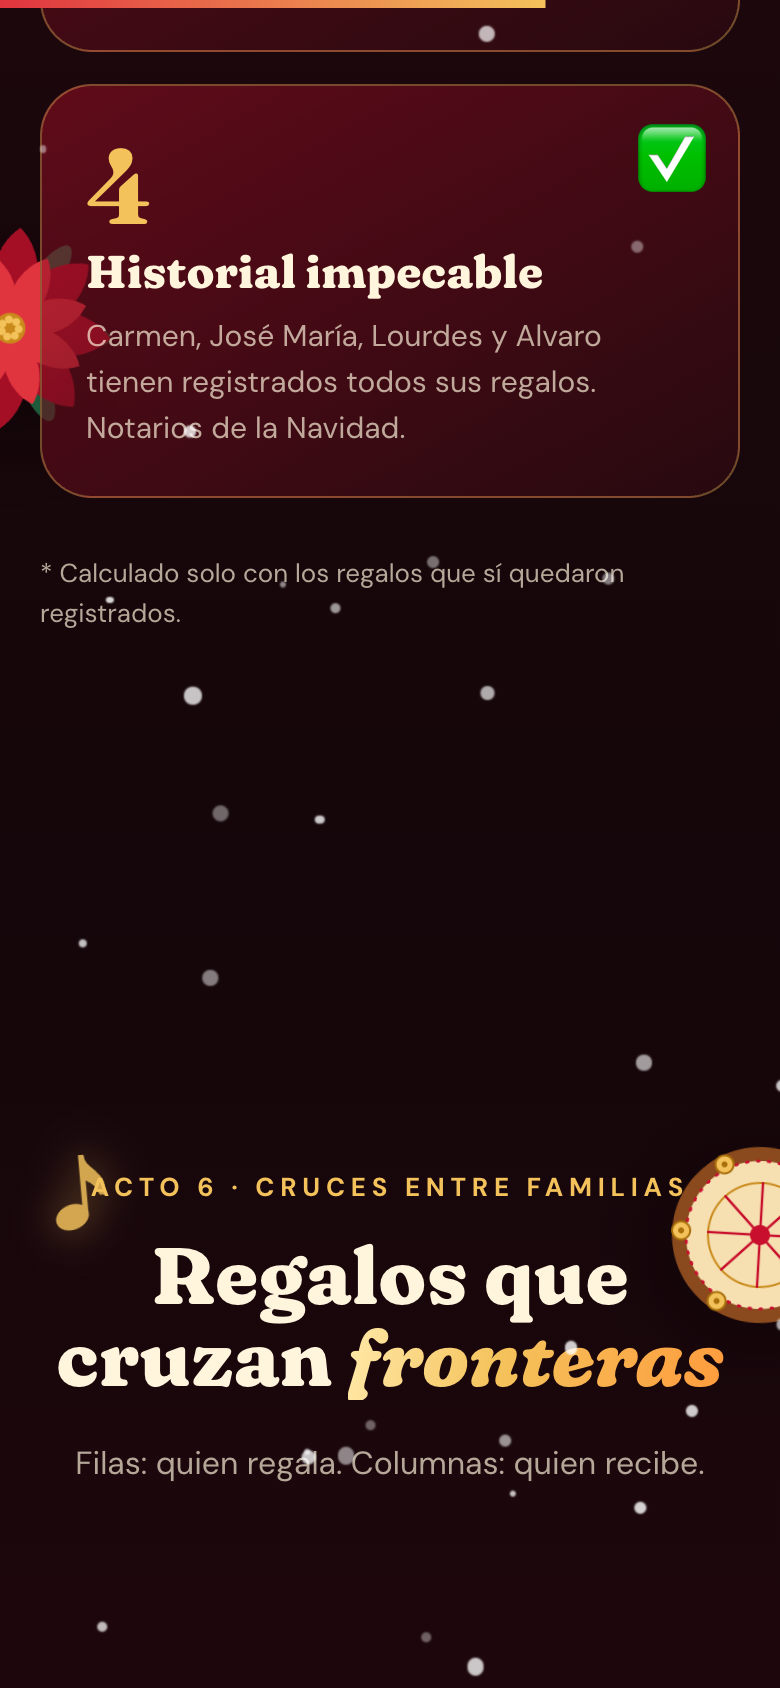 4
Historial impecable
Carmen, José María, Lourdes y Alvaro
tienen registrados todos sus regalos.
Notarios de la Navidad.
* Calculado solo con los regalos que sí quedaron
registrados.
ACTO 6 · CRUCES ENTRE FAMILIAS
Regalos que
cruzan fronteras
Filas: quien regala. Columnas: quien recibe.